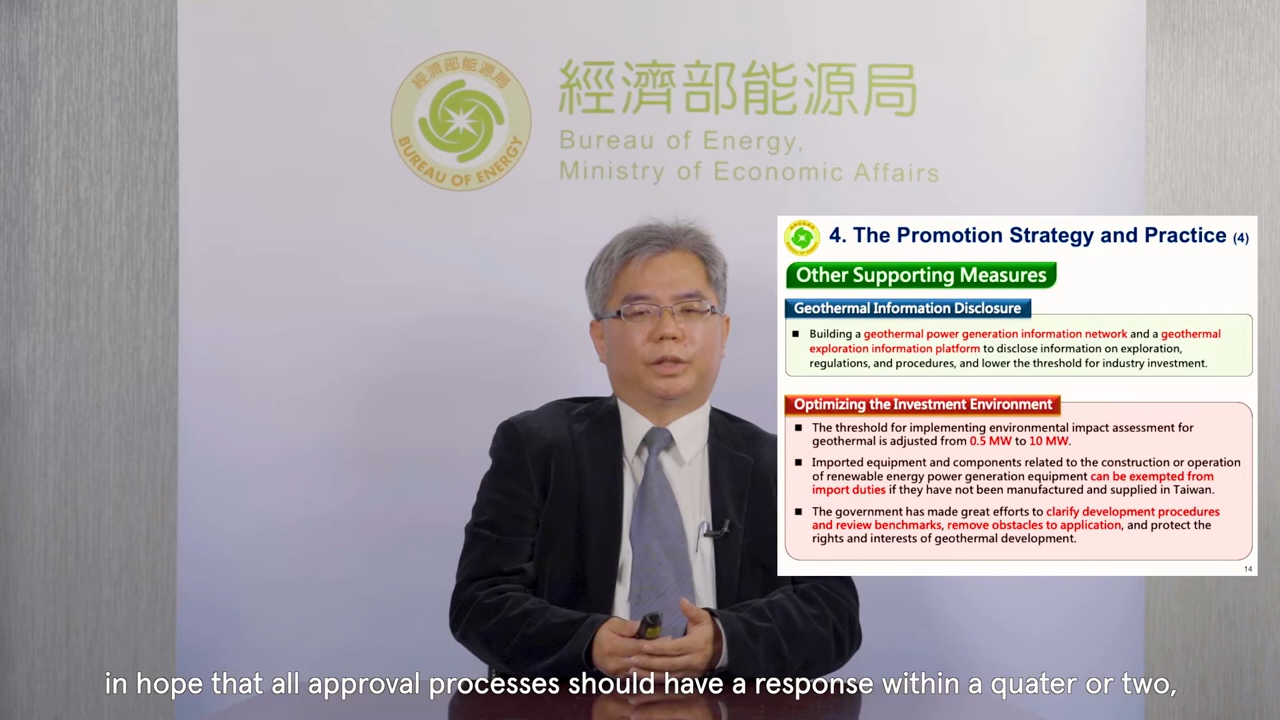 經濟部能源局
BUREAU OF ENERGY
經濟部能源局
Bureau of Energy,
Ministry of Economic Affairs
4. The Promotion Strategy and Practice (4)
Other Supporting Measures
Geothermal Information Disclosure
■ Building a geothermal power generation information network and a geothermal
exploration information platform to disclose information on exploration,
regulations, and procedures, and lower the threshold for industry investment.
Optimizing the Investment Environment
■ The threshold for implementing environmental impact assessment for
geothermal is adjusted from 0.5 MW to 10 MW.
■ Imported equipment and components related to the construction or operation
of renewable energy power generation equipment can be exempted from
import duties if they have not been manufactured and supplied in Taiwan.
■ The government has made great efforts to clarify development procedures
and review benchmarks, remove obstacles to application, and protect the
rights and interests of geothermal development.
14
in hope that all approval processes should have a response within a quater or two,